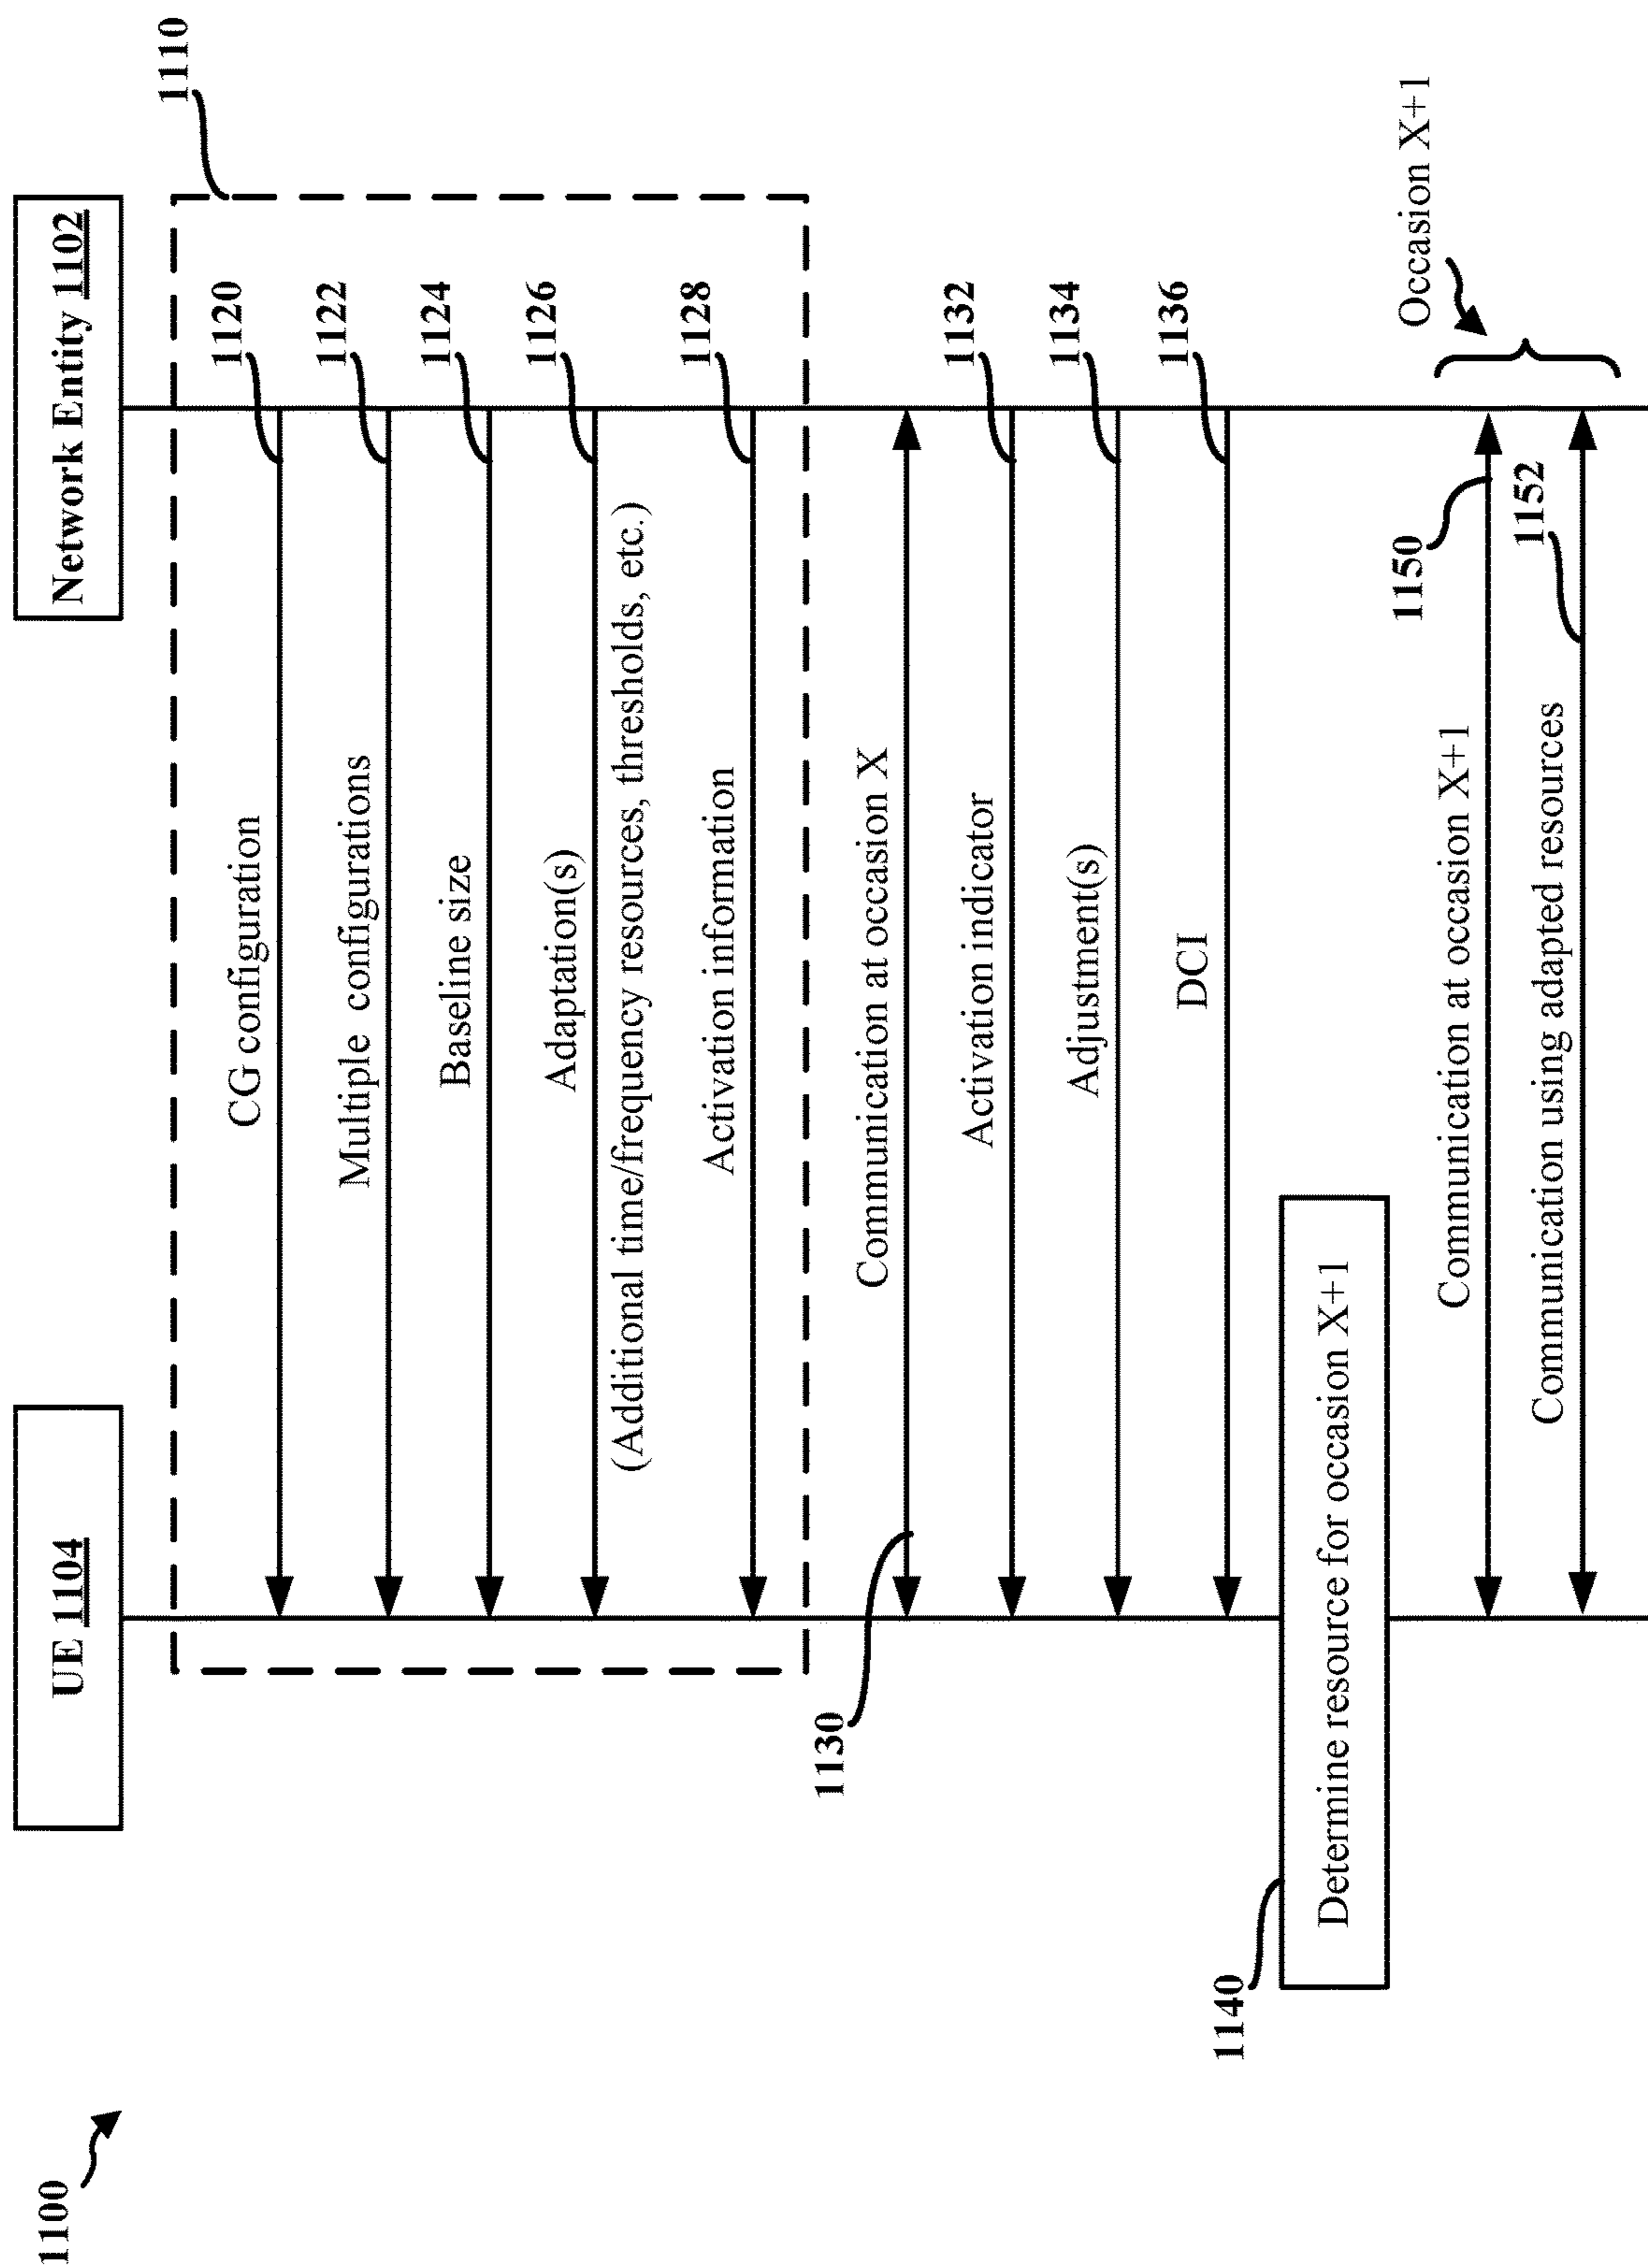 1100
UE 1104
Network Entity 1102
1110
CG configuration
1120
Multiple configurations
1122
Baseline size
1124
Adaptation(s)
1126
(Additional time/frequency resources, thresholds, etc.)
Activation information
1128
1130
Communication at occasion X
Activation indicator
1132
Adjustment(s)
1134
DCI
1136
1140
Determine resource for occasion X+1
Occasion X+1
Communication at occasion X+1
1150
Communication using adapted resources
1152